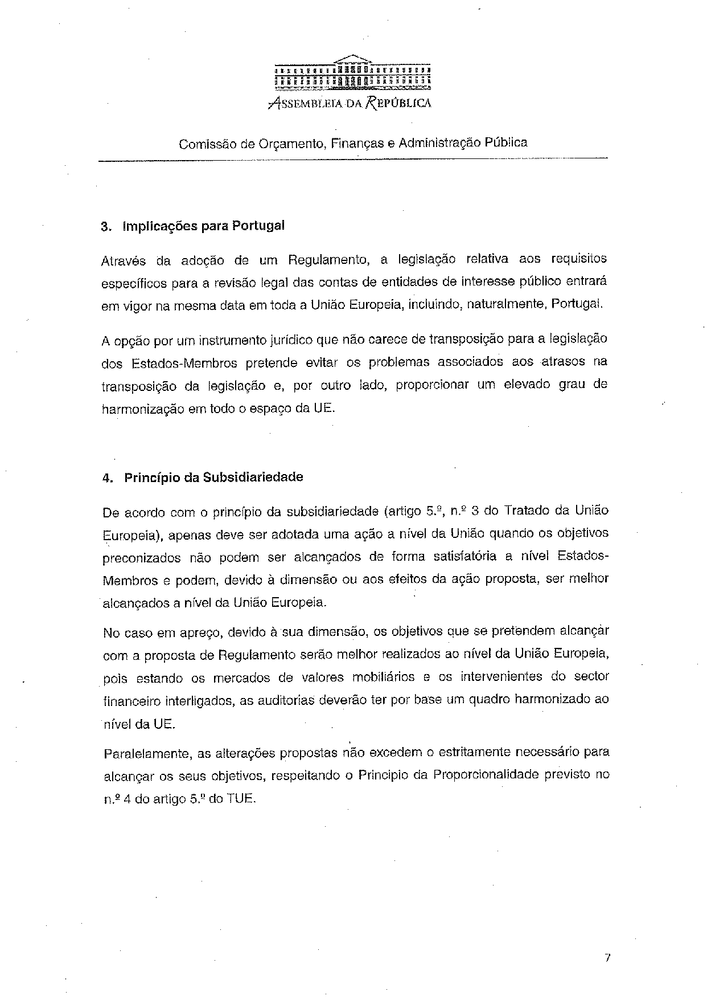 ASSEMBLEIA DA REPÚBLICA
Comissão de Orçamento, Finanças e Administração Pública
3. Implicações para Portugal
Através da adoção de um Regulamento, a legislação relativa aos requisitos
específicos para a revisão legal das contas de entidades de interesse público entrará
em vigor na mesma data em toda a União Europeia, incluindo, naturalmente, Portugal.
A opção por um instrumento jurídico que não carece de transposição para a legislação
dos Estados-Membros pretende evitar os problemas associados aos atrasos na
transposição da legislação e, por outro lado, proporcionar um elevado grau de
harmonização em todo o espaço da UE.
4. Princípio da Subsidiariedade
De acordo com o princípio da subsidiariedade (artigo 5.º, n.º 3 do Tratado da União
Europeia), apenas deve ser adotada uma ação a nível da União quando os objetivos
preconizados não podem ser alcançados de forma satisfatória a nível Estados-
Membros e podem, devido à dimensão ou aos efeitos da ação proposta, ser melhor
alcançados a nível da União Europeia.
No caso em apreço, devido à sua dimensão, os objetivos que se pretendem alcançar
com a proposta de Regulamento serão melhor realizados ao nível da União Europeia,
pois estando os mercados de valores mobiliários e os intervenientes do sector
financeiro interligados, as auditorias deverão ter por base um quadro harmonizado ao
nível da UE.
Paralelamente, as alterações propostas não excedem o estritamente necessário para
alcançar os seus objetivos, respeitando o Principio da Proporcionalidade previsto no
n.º 4 do artigo 5.º do TUE.
7